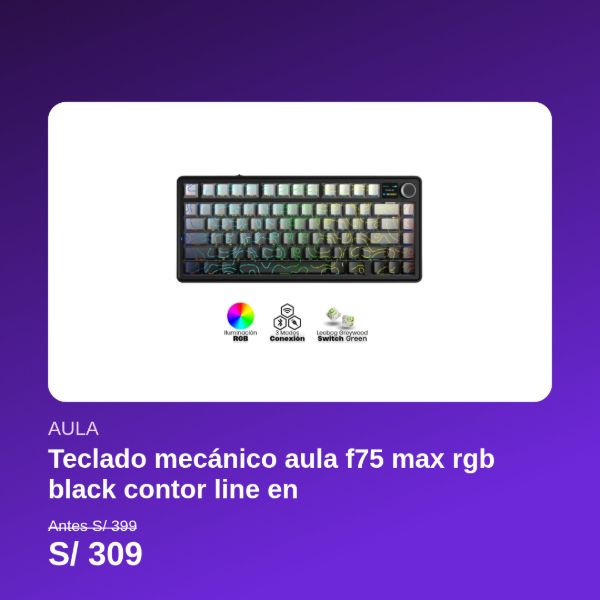 Iluminación
RGB
3 Modos
Conexión
Leobog Greywood
Switch Green
AULA
Teclado mecánico aula f75 max rgb
black contor line en
Antes S/ 399
S/ 309